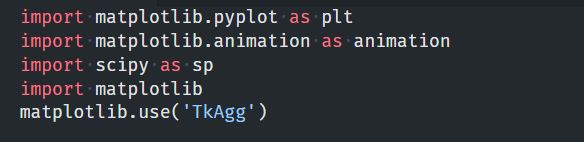 import matplotlib.pyplot as plt
import matplotlib.animation as animation
import scipy as sp
import matplotlib
matplotlib.use('TkAgg')